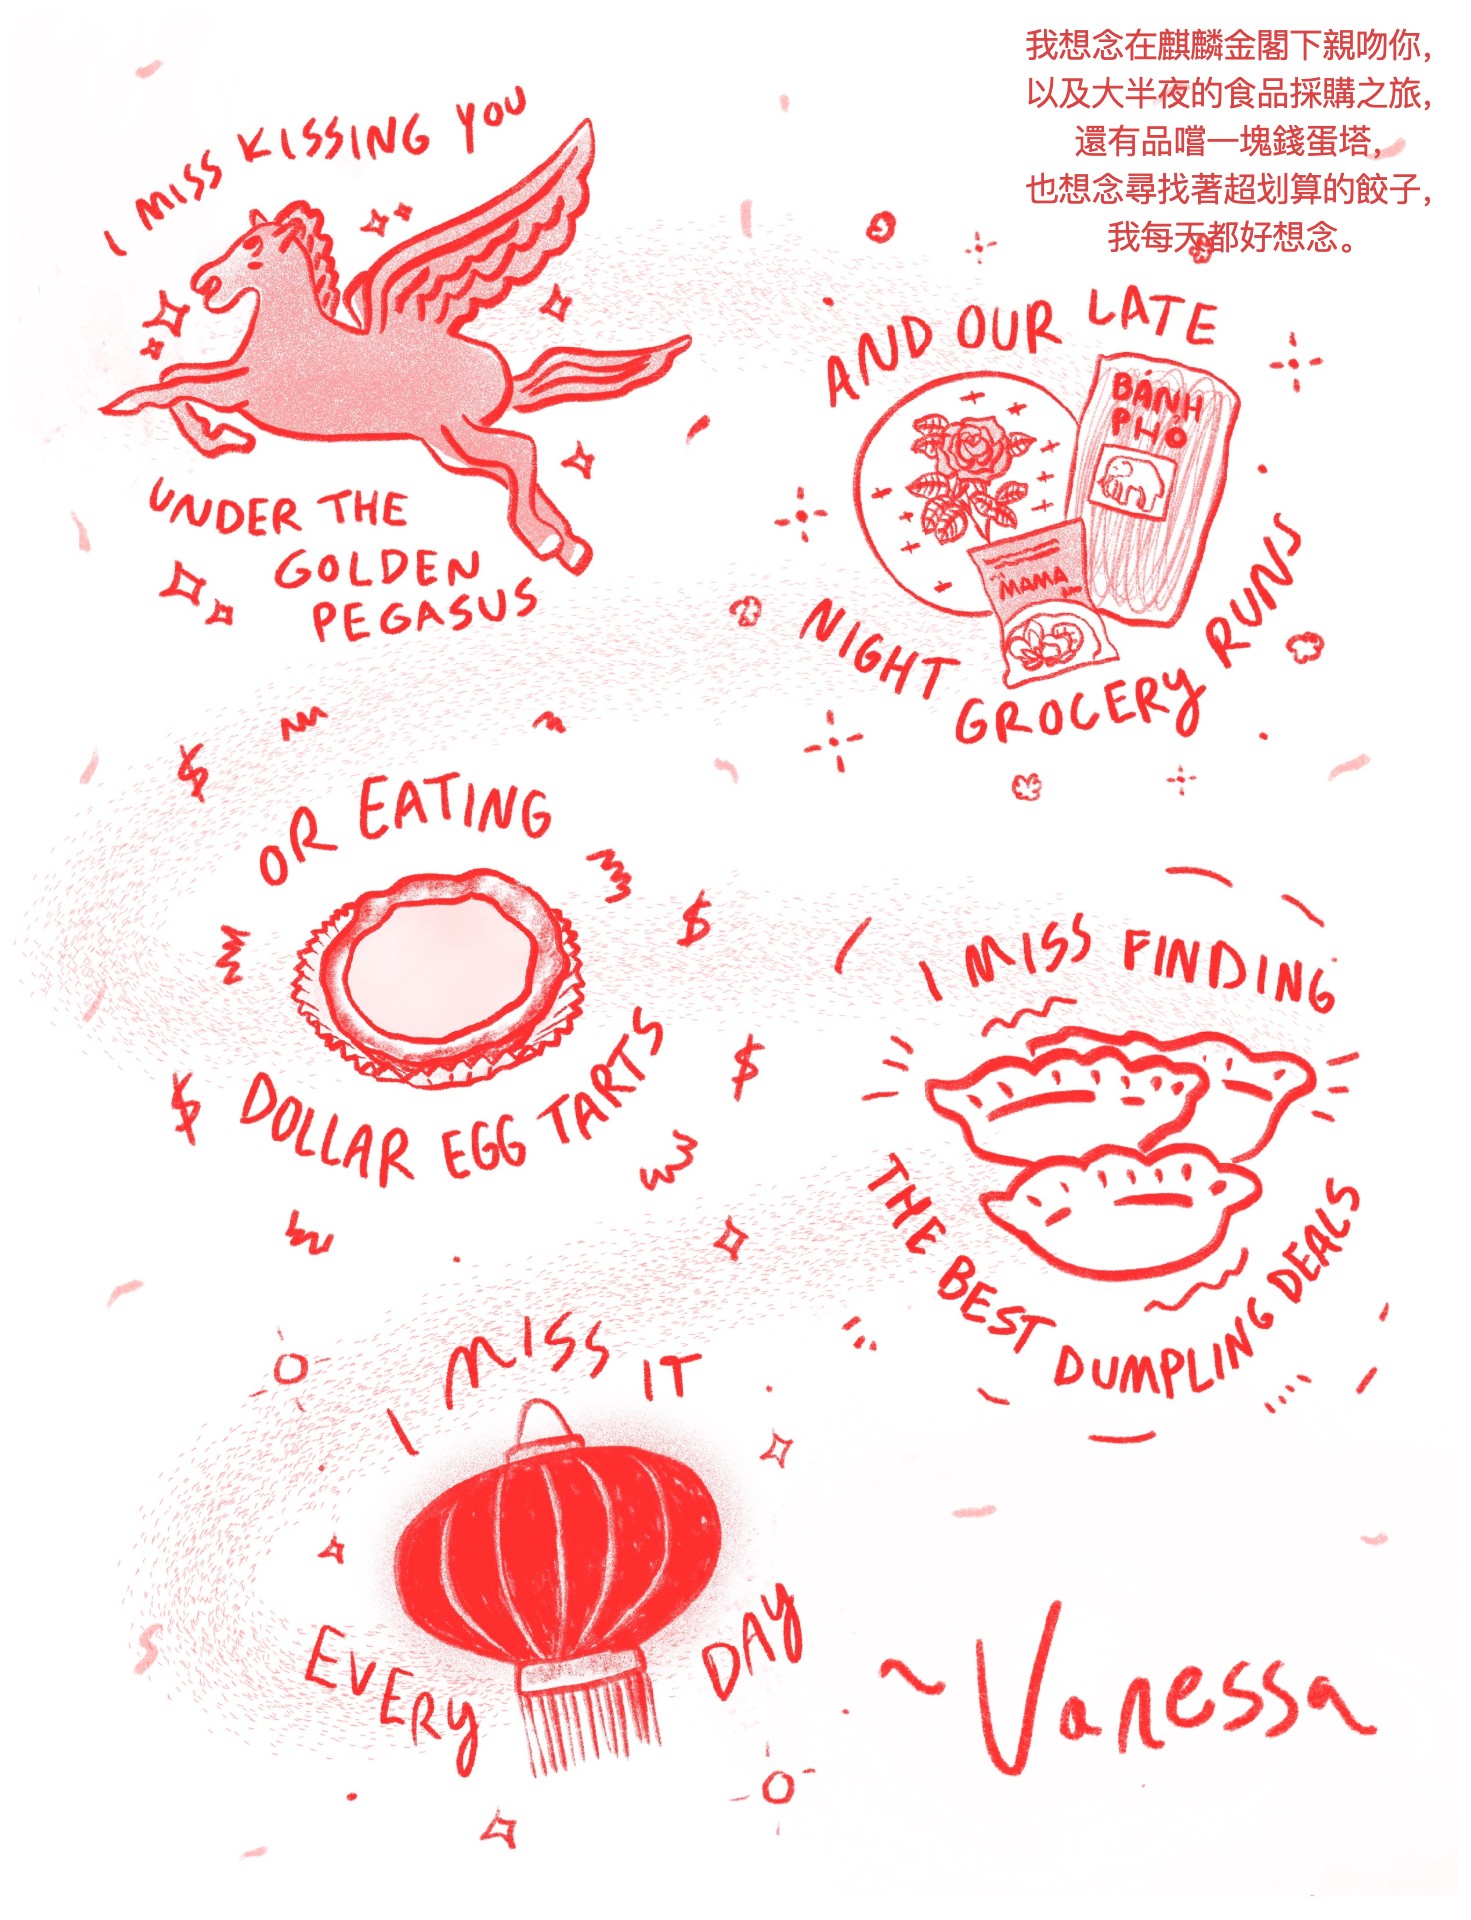 我想念在麒麟金閣下親吻你,
以及大半夜的食品採購之旅,
還有品嚐一塊錢蛋塔,
也想念尋找著超划算的餃子,
我每天都好想念。
I MISS KISSING YOU
UNDER THE
GOLDEN
PEGASUS
AND OUR LATE
BÁNH
PHỞ
MAMA
NIGHT GROCERY RUNS
$
OR EATING
$
$
$
DOLLAR EGG TARTS
I MISS FINDING
THE BEST DUMPLING DEALS
I MISS IT
EVERY DAY
~Vanessa